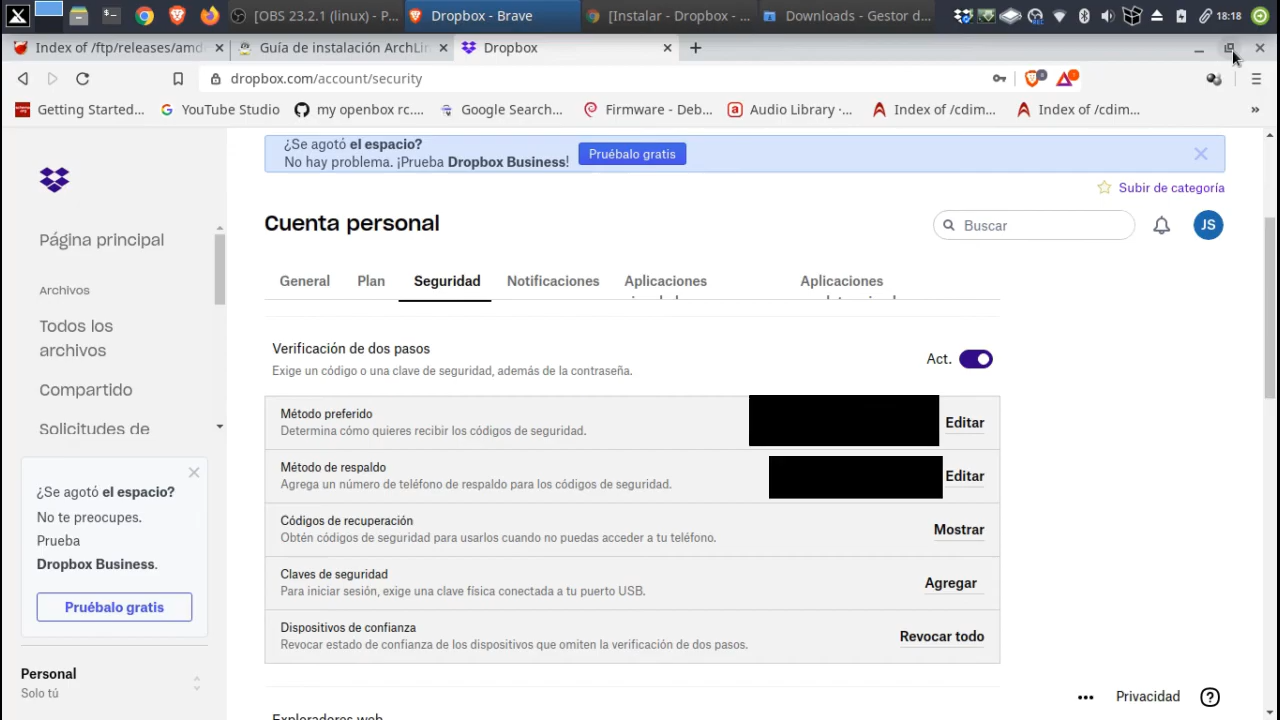 [OBS 23.2.1 (linux) - P...
Dropbox - Brave
[Instalar - Dropbox - ...
Downloads - Gestor d...
18:18
Index of /ftp/releases/amd
Guía de instalación ArchLin
Dropbox
dropbox.com/account/security
Getting Started...
YouTube Studio
my openbox rc....
Google Search...
Firmware - Deb...
Audio Library -...
Index of /cdim...
Index of /cdim...
¿Se agotó el espacio?
No hay problema. ¡Prueba Dropbox Business!
Pruébalo gratis
Subir de categoría
Cuenta personal
Buscar
JS
Página principal
Archivos
Todos los
archivos
Compartido
Solicitudes de
General
Plan
Seguridad
Notificaciones
Aplicaciones
Aplicaciones
Verificación de dos pasos
Exige un código o una clave de seguridad, además de la contraseña.
Act.
Método preferido
Determina cómo quieres recibir los códigos de seguridad.
Editar
Método de respaldo
Agrega un número de teléfono de respaldo para los códigos de seguridad.
Editar
Códigos de recuperación
Obtén códigos de seguridad para usarlos cuando no puedas acceder a tu teléfono.
Mostrar
Claves de seguridad
Para iniciar sesión, exige una clave física conectada a tu puerto USB.
Agregar
Dispositivos de confianza
Revocar estado de confianza de los dispositivos que omiten la verificación de dos pasos.
Revocar todo
¿Se agotó el espacio?
No te preocupes.
Prueba
Dropbox Business.
Pruébalo gratis
Personal
Solo tú
Exploradores web
Privacidad